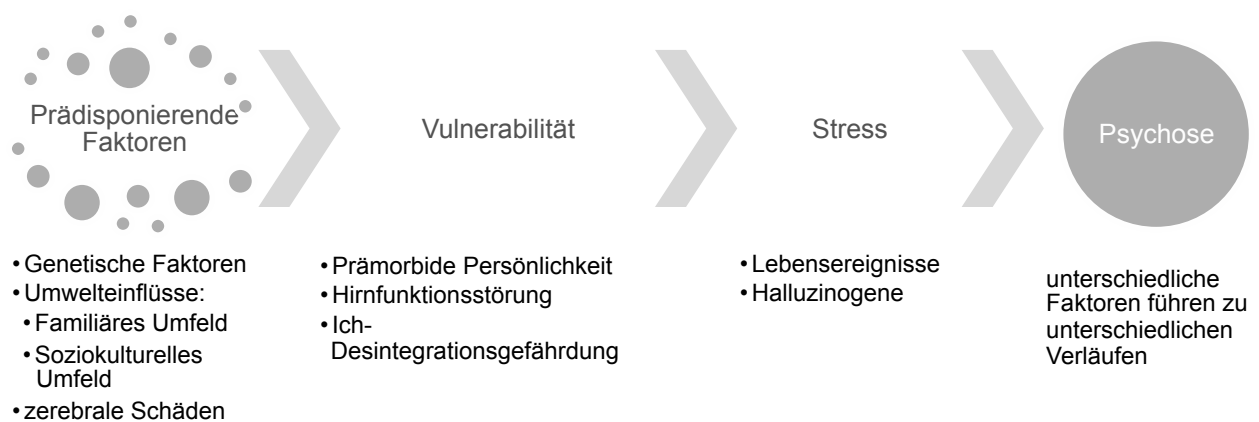 Prädisponierende
Faktoren
Vulnerabilität
Stress
Psychose
• Genetische Faktoren
• Umwelteinflüsse:
• Familiäres Umfeld
• Soziokulturelles
Umfeld
• zerebrale Schäden
• Prämorbide Persönlichkeit
• Hirnfunktionsstörung
• Ich-
Desintegrationsgefährdung
• Lebensereignisse
• Halluzinogene
unterschiedliche
Faktoren führen zu
unterschiedlichen
Verläufen